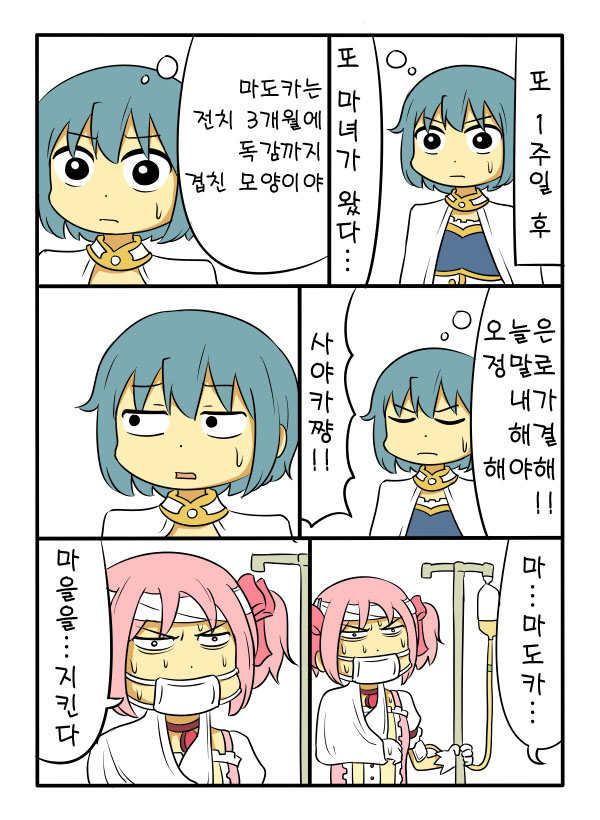 또 1주일 후
또 마녀가 왔다…
마도카는
전치 3개월에
독감까지
겹친 모양이야
오늘은
정말로
내가
해결
해야해
!!
사야카쨩!!
마…마도카…
마을을…지킨다